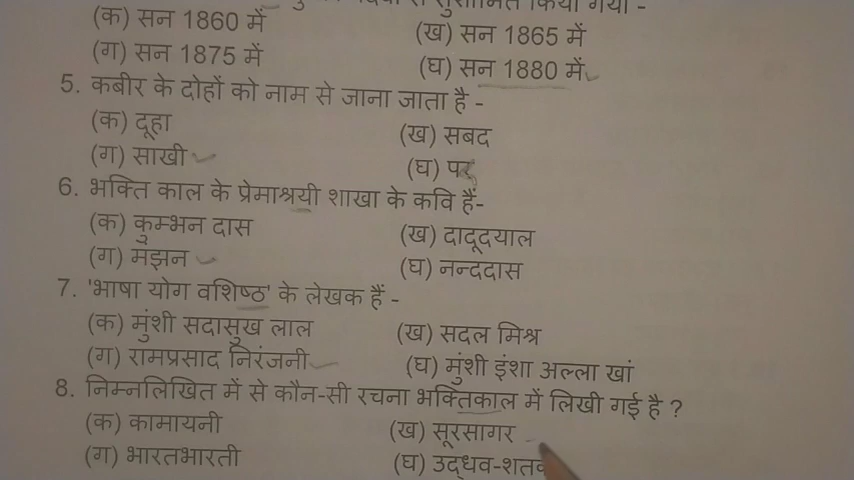 सुशोभित किया गया -
(क) सन 1860 में (ख) सन 1865 में
(ग) सन 1875 में (घ) सन 1880 में
5. कबीर के दोहों को नाम से जाना जाता है -
(क) दूहा (ख) सबद
(ग) साखी (घ) पद
6. भक्ति काल के प्रेमाश्रयी शाखा के कवि हैं-
(क) कुम्भन दास (ख) दादूदयाल
(ग) मंझन (घ) नन्ददास
7. 'भाषा योग वशिष्ठ' के लेखक हैं -
(क) मुंशी सदासुख लाल (ख) सदल मिश्र
(ग) रामप्रसाद निरंजनी (घ) मुंशी इंशा अल्ला खां
8. निम्नलिखित में से कौन-सी रचना भक्तिकाल में लिखी गई है ?
(क) कामायनी (ख) सूरसागर
(ग) भारतभारती (घ) उद्धव-शतक